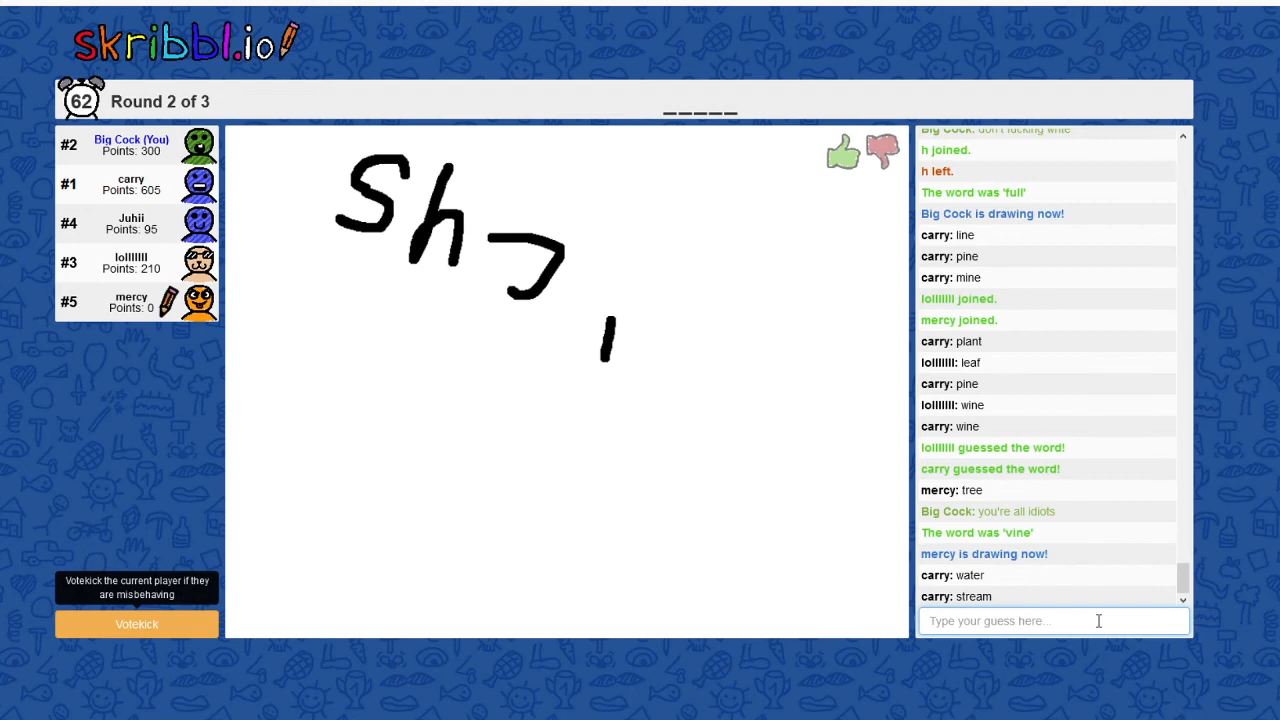 skribbl.io
62 Round 2 of 3 _ _ _ _ _
#2 Big Cock (You)
Points: 300
#1 carry
Points: 605
#4 Juhii
Points: 95
#3 lolllllll
Points: 210
#5 mercy
Points: 0
Votekick the current player if they
are misbehaving
Votekick
Sh
Big Cock: don't fucking write
h joined.
h left.
The word was 'full'
Big Cock is drawing now!
carry: line
carry: pine
carry: mine
lolllllll joined.
mercy joined.
carry: plant
lolllllll: leaf
carry: pine
lolllllll: wine
carry: wine
lolllllll guessed the word!
carry guessed the word!
mercy: tree
Big Cock: you're all idiots
The word was 'vine'
mercy is drawing now!
carry: water
carry: stream
Type your guess here...